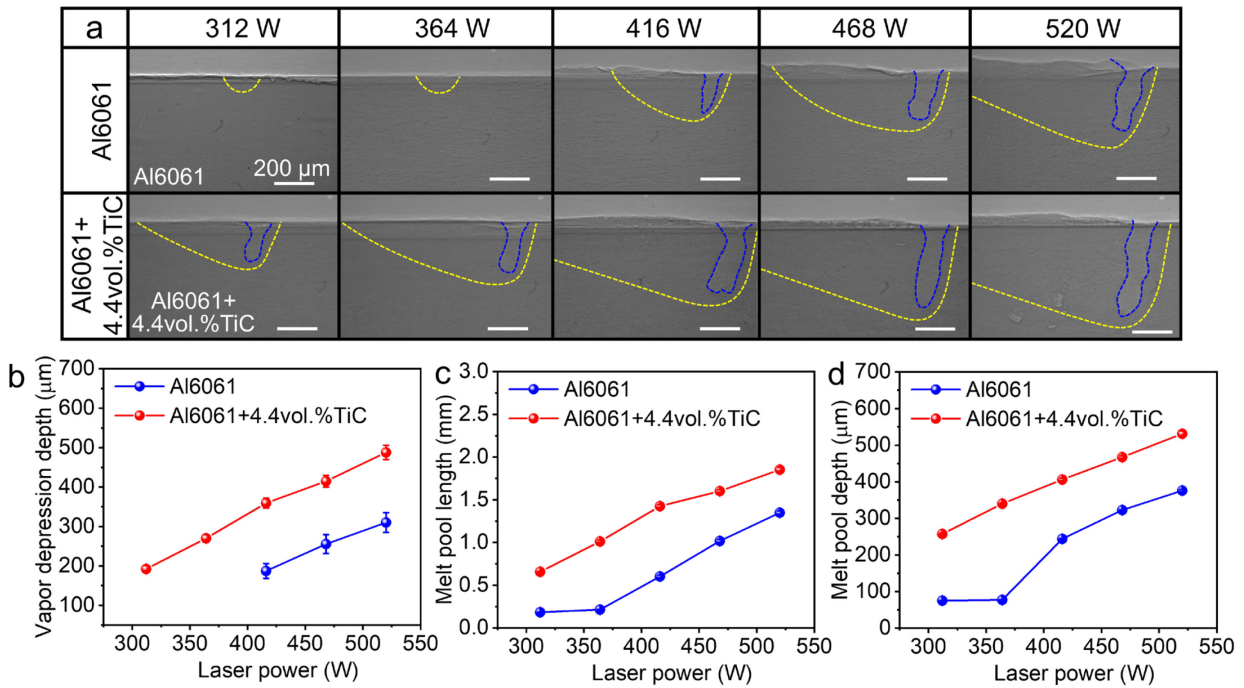 a 312 W 364 W 416 W 468 W 520 W
Al6061
Al6061
200 μm
Al6061+
4.4vol.%TiC
Al6061+
4.4vol.%TiC
b
Vapor depression depth (μm)
700
600
500
400
300
200
100
Al6061
Al6061+4.4vol.%TiC
300 350 400 450 500 550
Laser power (W)
c
Melt pool length (mm)
3.0
2.5
2.0
1.5
1.0
0.5
0.0
Al6061
Al6061+4.4vol.%TiC
300 350 400 450 500 550
Laser power (W)
d
Melt pool depth (μm)
700
600
500
400
300
200
100
0
Al6061
Al6061+4.4vol.%TiC
300 350 400 450 500 550
Laser power (W)